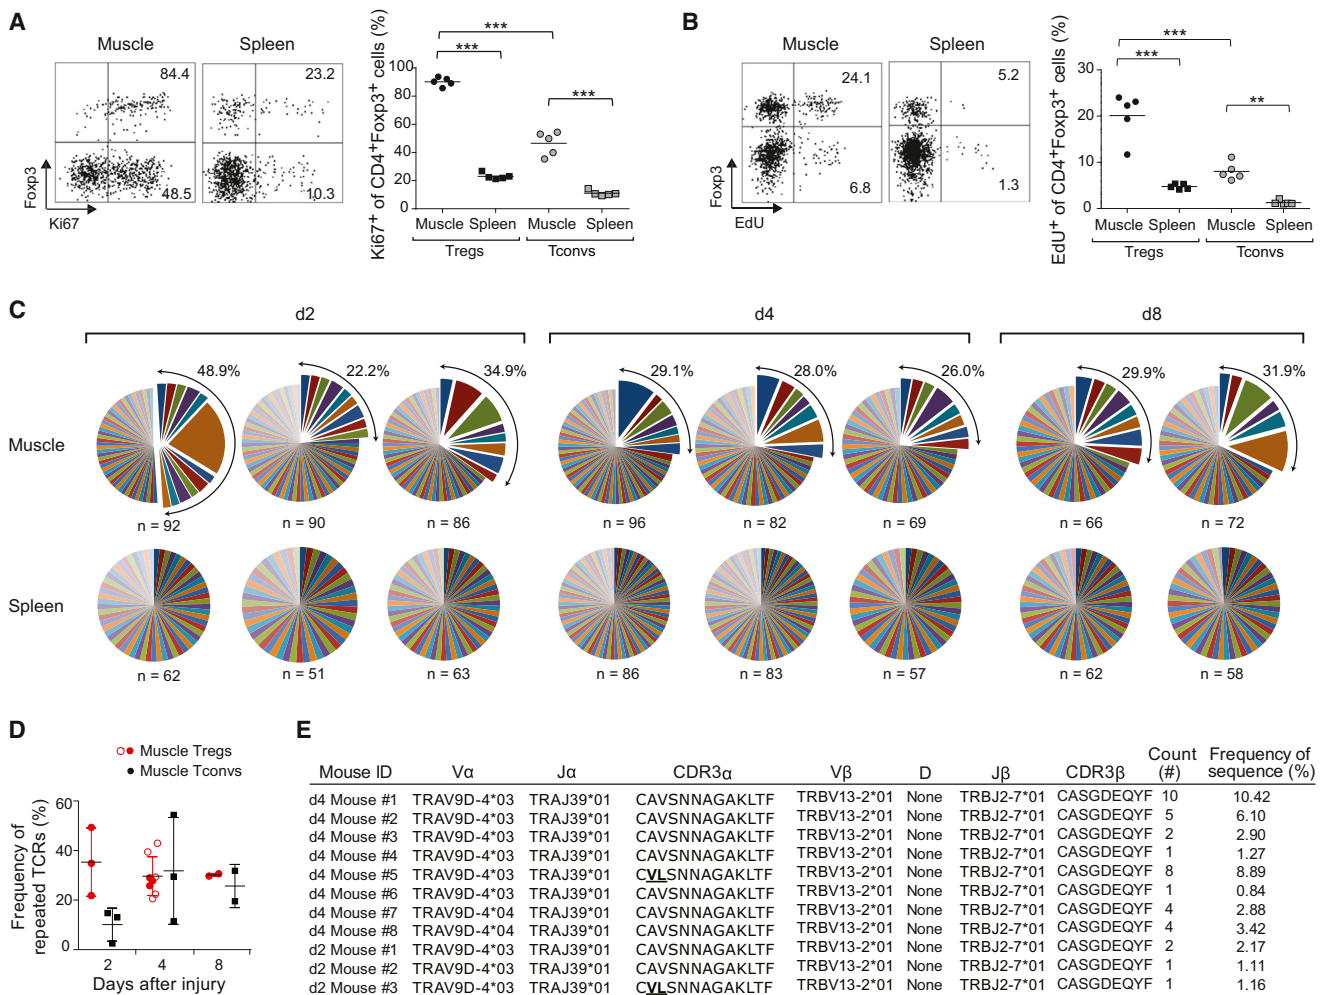 A
Muscle
Spleen
84.4
23.2
48.5
10.3
Foxp3
Ki67
Ki67+ of CD4+Foxp3+ cells (%)
***
***
***
100
80
60
40
20
0
Muscle Spleen Muscle Spleen
Tregs Tconvs
B
Muscle
Spleen
24.1
5.2
6.8
1.3
Foxp3
EdU
EdU+ of CD4+Foxp3+ cells (%)
***
***
**
30
20
10
0
Muscle Spleen Muscle Spleen
Tregs Tconvs
C
d2 d4 d8
Muscle
48.9% 22.2% 34.9% 29.1% 28.0% 26.0% 29.9% 31.9%
n = 92 n = 90 n = 86 n = 96 n = 82 n = 69 n = 66 n = 72
Spleen
n = 62 n = 51 n = 63 n = 86 n = 83 n = 57 n = 62 n = 58
D
Muscle Tregs
Muscle Tconvs
Frequency of
repeated TCRs (%)
60
40
20
0
2 4 8
Days after injury
E
Mouse ID Vα Jα CDR3α Vβ D Jβ CDR3β Count (#) Frequency of sequence (%)
d4 Mouse #1 TRAV9D-4*03 TRAJ39*01 CAVSNNAGAKLTF TRBV13-2*01 None TRBJ2-7*01 CASGDEQYF 10 10.42
d4 Mouse #2 TRAV9D-4*03 TRAJ39*01 CAVSNNAGAKLTF TRBV13-2*01 None TRBJ2-7*01 CASGDEQYF 5 6.10
d4 Mouse #3 TRAV9D-4*03 TRAJ39*01 CAVSNNAGAKLTF TRBV13-2*01 None TRBJ2-7*01 CASGDEQYF 2 2.90
d4 Mouse #4 TRAV9D-4*03 TRAJ39*01 CAVSNNAGAKLTF TRBV13-2*01 None TRBJ2-7*01 CASGDEQYF 1 1.27
d4 Mouse #5 TRAV9D-4*03 TRAJ39*01 CVLSNNAGAKLTF TRBV13-2*01 None TRBJ2-7*01 CASGDEQYF 8 8.89
d4 Mouse #6 TRAV9D-4*03 TRAJ39*01 CAVSNNAGAKLTF TRBV13-2*01 None TRBJ2-7*01 CASGDEQYF 1 0.84
d4 Mouse #7 TRAV9D-4*04 TRAJ39*01 CAVSNNAGAKLTF TRBV13-2*01 None TRBJ2-7*01 CASGDEQYF 4 2.88
d4 Mouse #8 TRAV9D-4*04 TRAJ39*01 CAVSNNAGAKLTF TRBV13-2*01 None TRBJ2-7*01 CASGDEQYF 4 3.42
d2 Mouse #1 TRAV9D-4*03 TRAJ39*01 CAVSNNAGAKLTF TRBV13-2*01 None TRBJ2-7*01 CASGDEQYF 2 2.17
d2 Mouse #2 TRAV9D-4*03 TRAJ39*01 CAVSNNAGAKLTF TRBV13-2*01 None TRBJ2-7*01 CASGDEQYF 1 1.11
d2 Mouse #3 TRAV9D-4*03 TRAJ39*01 CVLSNNAGAKLTF TRBV13-2*01 None TRBJ2-7*01 CASGDEQYF 1 1.16